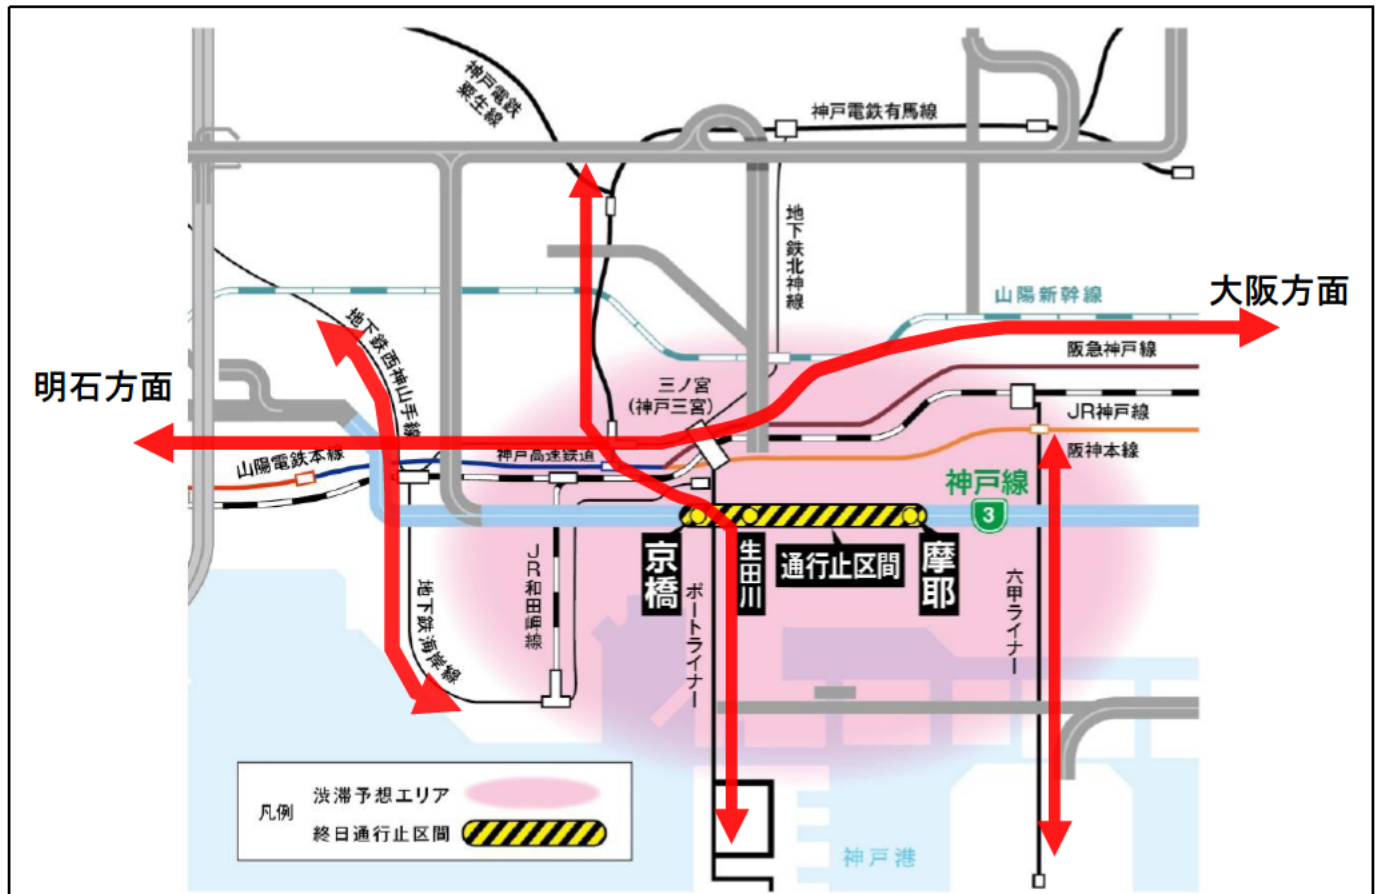 神戸電鉄
粟生線
神戸電鉄有馬線
地下鉄北神線
山陽新幹線
大阪方面
地下鉄西神山手線
阪急神戸線
明石方面
三ノ宮
(神戸三宮)
JR神戸線
山陽電鉄本線
神戸高速鉄道
阪神本線
神戸線
3
京橋
生田川
通行止区間
摩耶
JR和田岬線
地下鉄海岸線
ポートライナー
六甲ライナー
凡例
渋滞予想エリア
終日通行止区間
神戸港